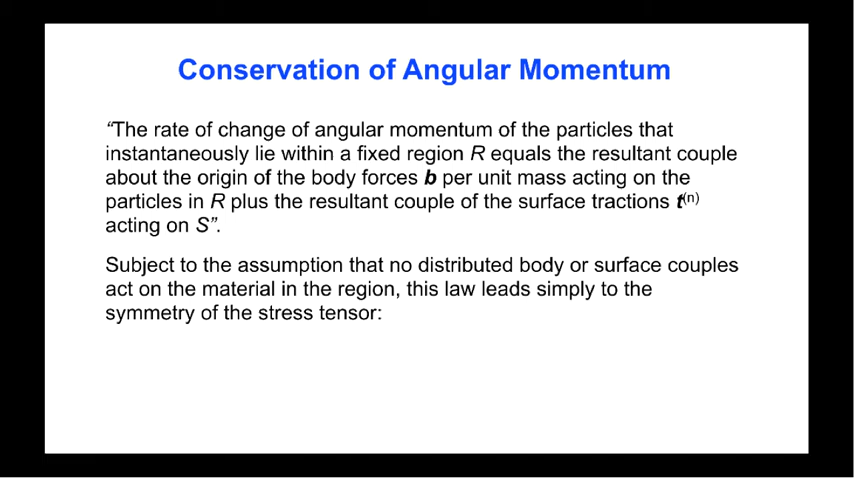 Conservation of Angular Momentum
“The rate of change of angular momentum of the particles that
instantaneously lie within a fixed region R equals the resultant couple
about the origin of the body forces b per unit mass acting on the
particles in R plus the resultant couple of the surface tractions t(n)
acting on S”.
Subject to the assumption that no distributed body or surface couples
act on the material in the region, this law leads simply to the
symmetry of the stress tensor: